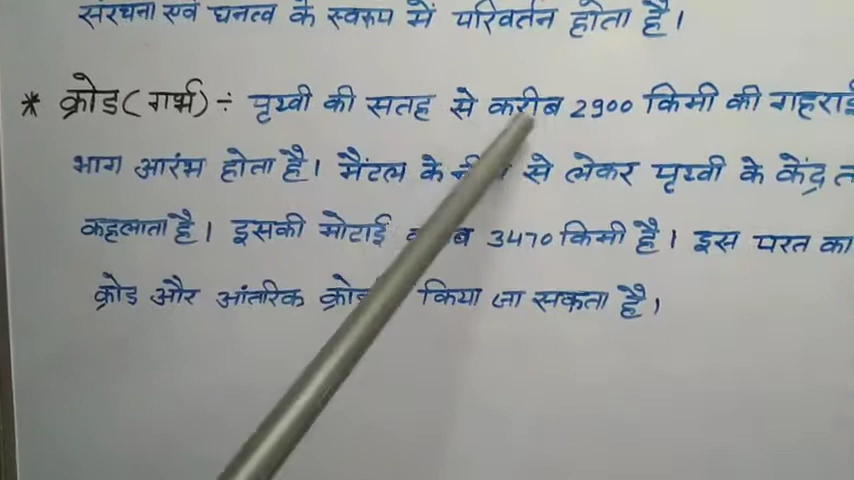 संरचना एवं घनत्व के स्वरूप में परिवर्तन होता है।
* क्रोड(गर्भ)÷ पृथ्वी की सतह से करीब 2900 किमी की गहराई
भाग आरंभ होता है। मैंटल के से लेकर पृथ्वी के केंद्र
कहलाता है। इसकी मोटाई 3470 किमी है। इस परत का
क्रोड और आंतरिक किया जा सकता है।